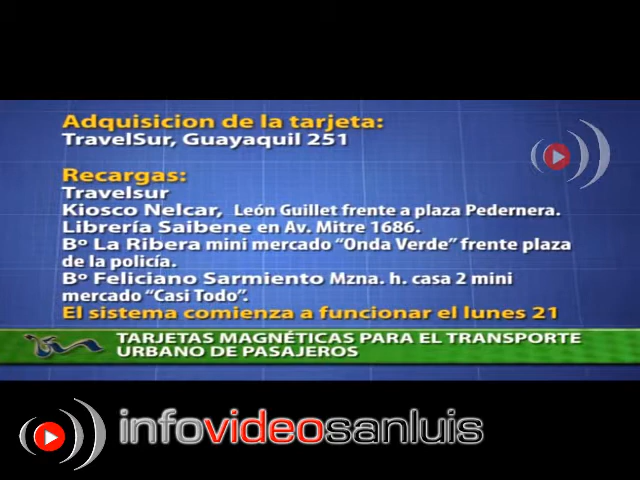 Adquisicion de la tarjeta:
TravelSur, Guayaquil 251
Recargas:
Travelsur
Kiosco Nelcar, León Guillet frente a plaza Pedernera.
Librería Saibene en Av. Mitre 1686.
Bº La Ribera mini mercado "Onda Verde" frente plaza
de la policía.
Bº Feliciano Sarmiento Mzna. h. casa 2 mini
mercado "Casi Todo".
El sistema comienza a funcionar el lunes 21
TARJETAS MAGNÉTICAS PARA EL TRANSPORTE
URBANO DE PASAJEROS
infovideosanluis